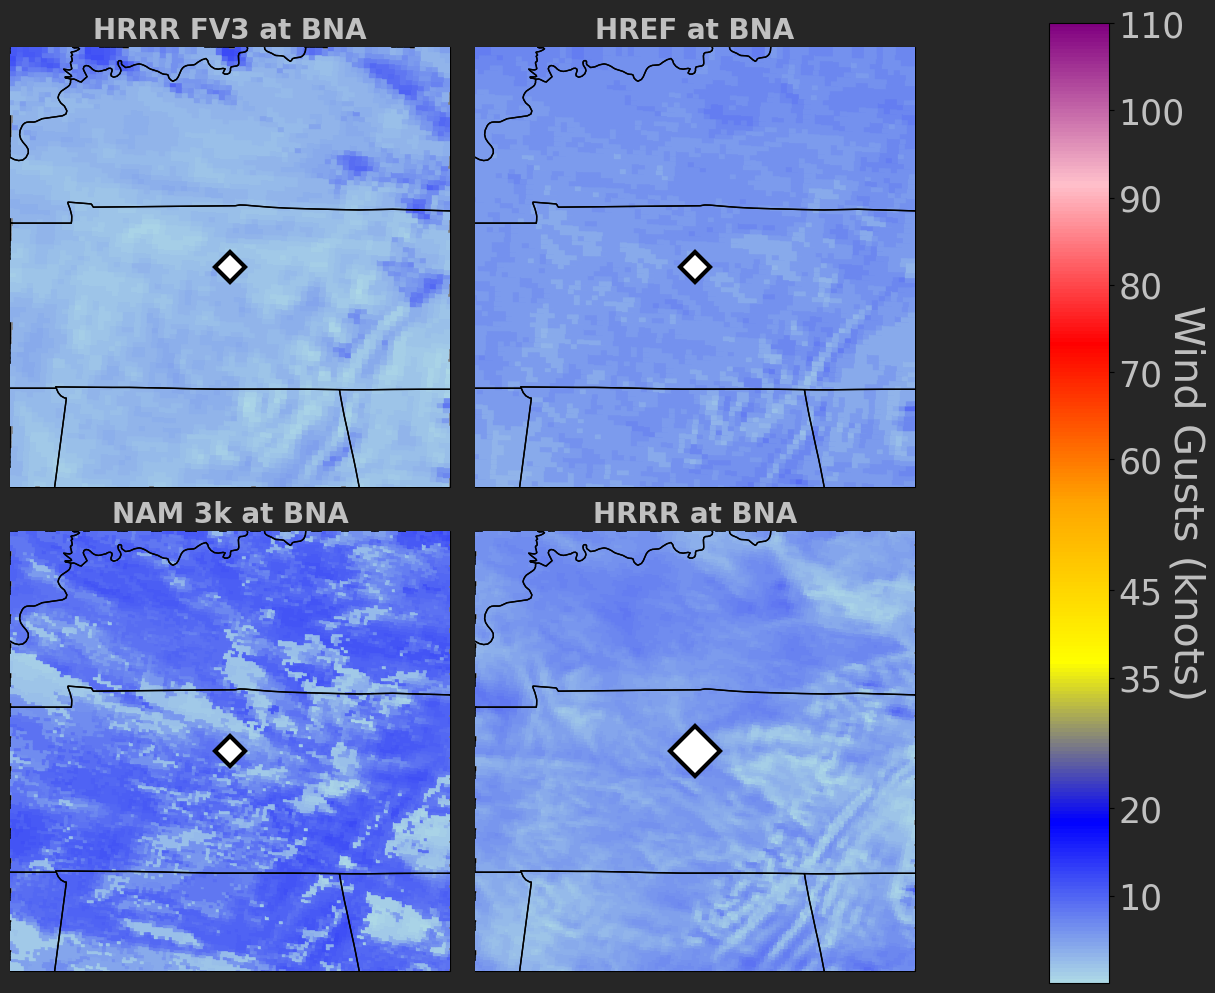 HRRR FV3 at BNA
HREF at BNA
NAM 3k at BNA
HRRR at BNA
110
100
90
80
70
60
45
35
20
10
Wind Gusts (knots)